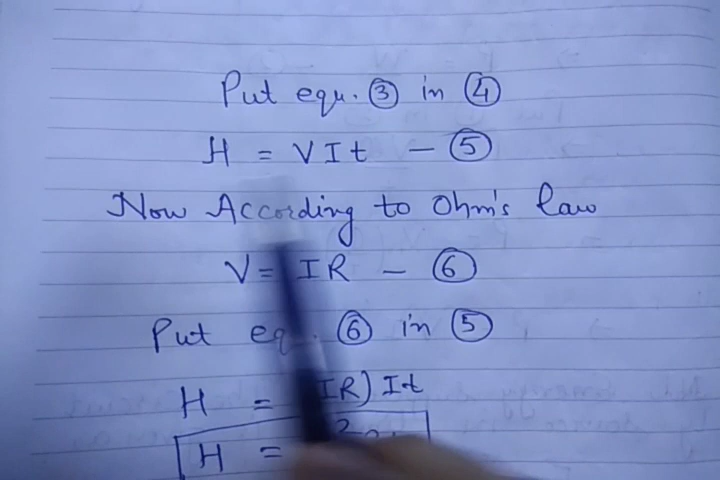 Put equ. ③ in ④
H = VIt — ⑤
Now According to Ohm's law
V = IR — ⑥
Put eq. ⑥ in ⑤
H = IR) It
H =